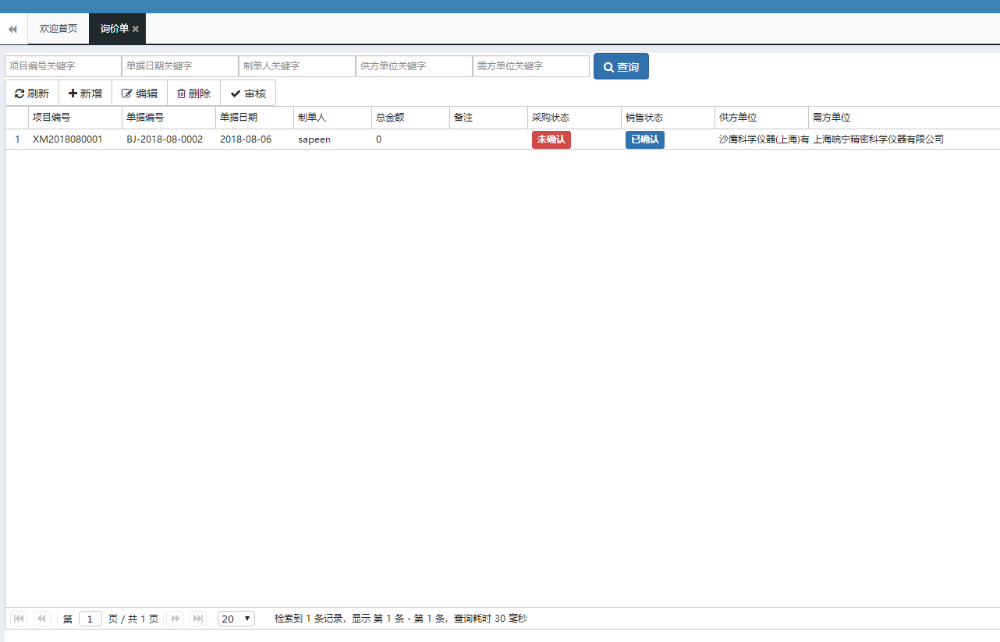 欢迎首页 询价单
项目编号关键字 单据日期关键字 制单人关键字 供方单位关键字 需方单位关键字 查询
刷新 新增 编辑 删除 审核
项目编号 单据编号 单据日期 制单人 总金额 备注 采购状态 销售状态 供方单位 需方单位
1 XM2018080001 BJ-2018-08-0002 2018-08-06 sapeen 0 未确认 已确认 沙鹰科学仪器(上海)有 上海皖宁精密科学仪器有限公司
第 1 页 / 共 1 页 20 检索到 1 条记录，显示 第 1 条 - 第 1 条，查询耗时 30 毫秒